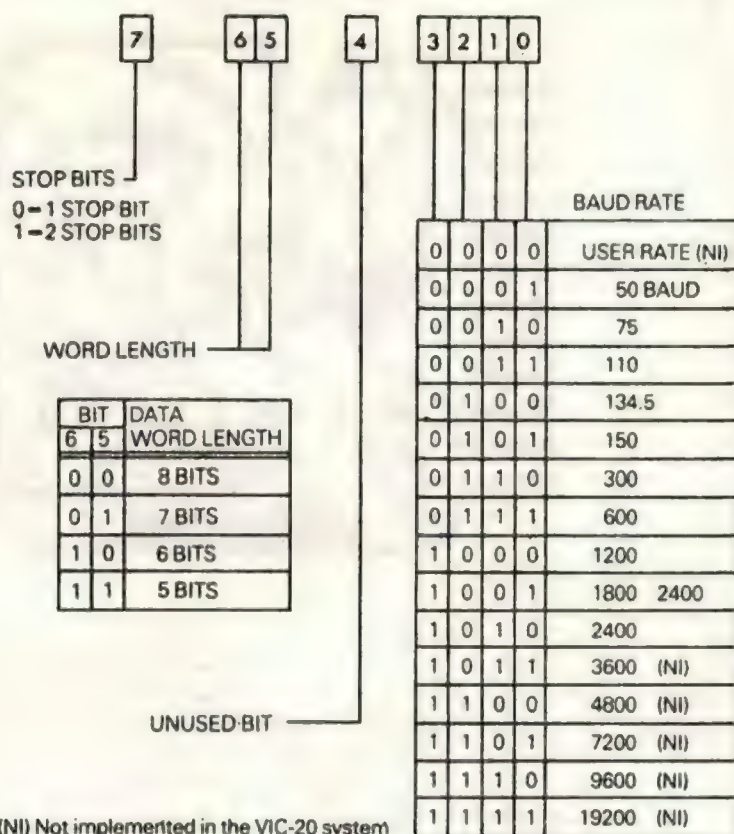 7 6 5 4 3 2 1 0
STOP BITS
0-1 STOP BIT
1-2 STOP BITS
WORD LENGTH
BIT DATA
6 5 WORD LENGTH
0 0 8 BITS
0 1 7 BITS
1 0 6 BITS
1 1 5 BITS
UNUSED BIT
BAUD RATE
0 0 0 0 USER RATE (NI)
0 0 0 1 50 BAUD
0 0 1 0 75
0 0 1 1 110
0 1 0 0 134.5
0 1 0 1 150
0 1 1 0 300
0 1 1 1 600
1 0 0 0 1200
1 0 0 1 1800 2400
1 0 1 0 2400
1 0 1 1 3600 (NI)
1 1 0 0 4800 (NI)
1 1 0 1 7200 (NI)
1 1 1 0 9600 (NI)
1 1 1 1 19200 (NI)
(NI) Not implemented in the VIC-20 system